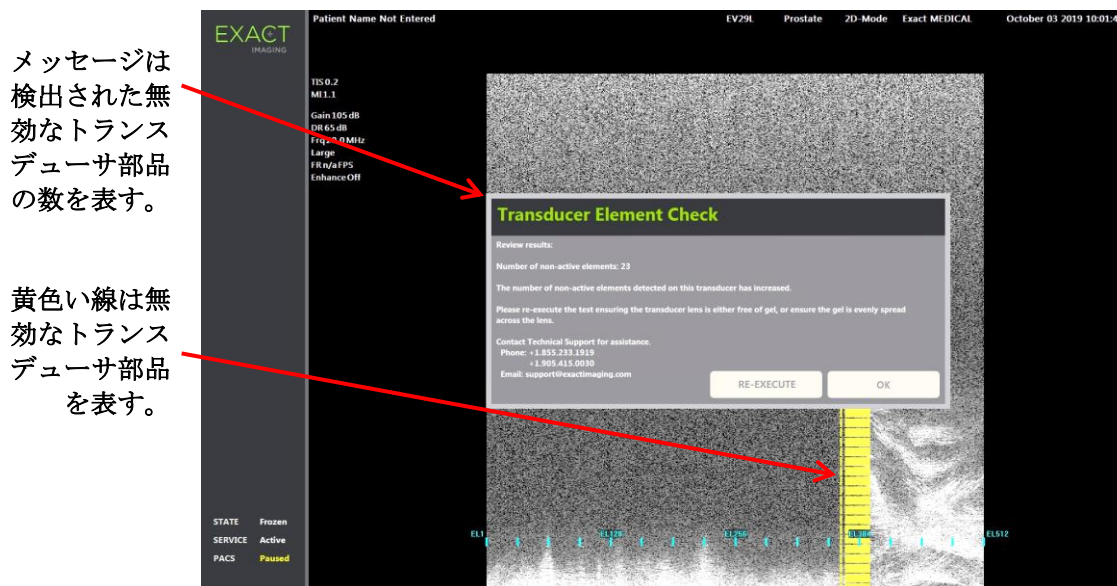 Patient Name Not Entered EV29L Prostate 2D-Mode Exact MEDICAL October 03 2019 10:01:4
EXACT
IMAGING
メッセージは
検出された無
効なトランス
デューサ部品
の数を表す。
TIS 0.2
MI 1.1
Gain 105 dB
DR 65 dB
Large
FR n/a FPS
Enhance Off
Transducer Element Check
Review results:
Number of non-active elements: 23
The number of non-active elements detected on this transducer has increased.
Please re-execute the test ensuring the transducer lens is either free of gel, or ensure the gel is evenly spread
across the lens.
Contact Technical Support for assistance.
Phone: +1.855.233.1919
+1.905.415.0030
Email: support@exactimaging.com
RE-EXECUTE OK
黄色い線は無
効なトランス
デューサ部品
を表す。
STATE Frozen
SERVICE Active
PACS Paused
EL1 EL128 EL256 EL384 EL512